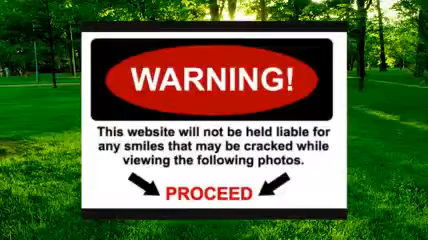 WARNING!
This website will not be held liable for
any smiles that may be cracked while
viewing the following photos.
PROCEED